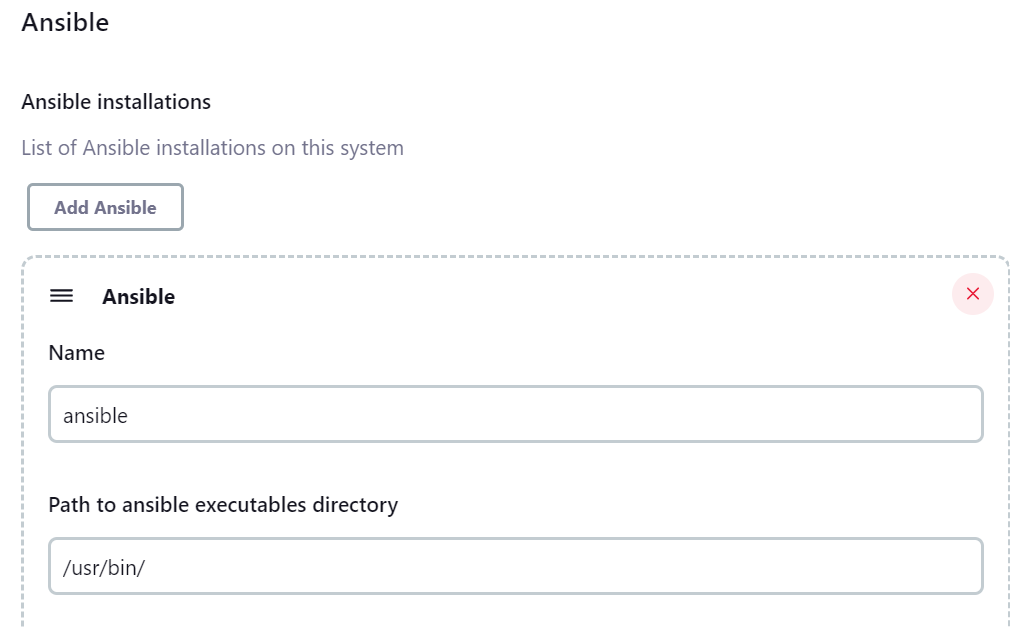 Ansible
Ansible installations
List of Ansible installations on this system
Add Ansible
Ansible
Name
ansible
Path to ansible executables directory
/usr/bin/